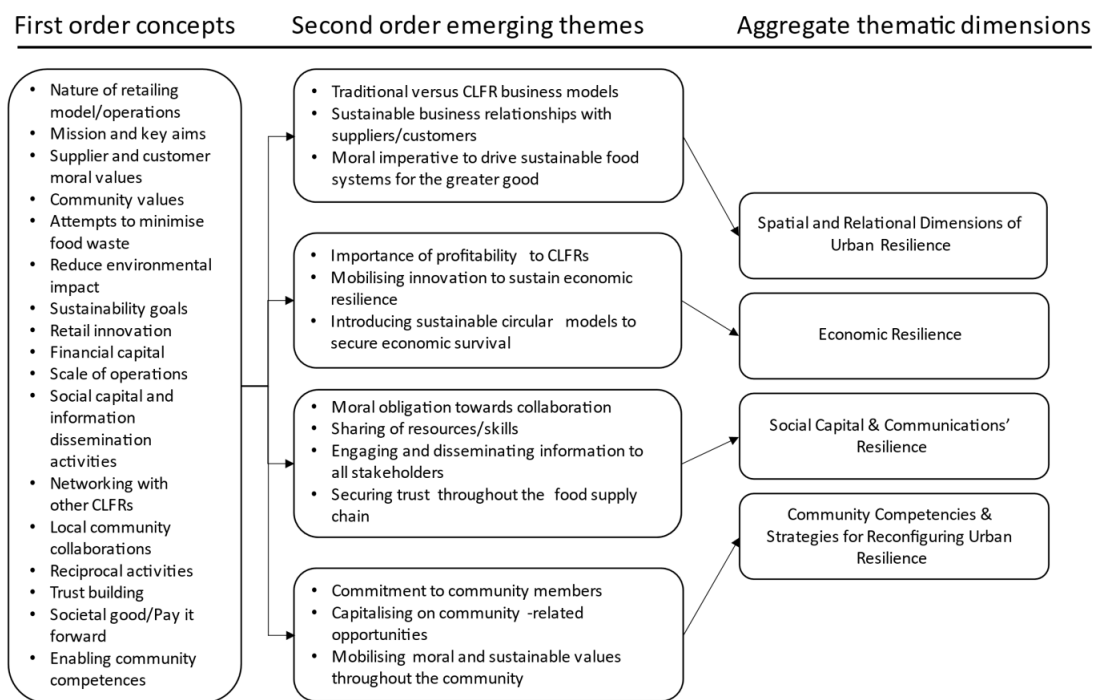 First order concepts
Second order emerging themes
Aggregate thematic dimensions
• Nature of retailing
model/operations
• Mission and key aims
• Supplier and customer
moral values
• Community values
• Attempts to minimise
food waste
• Reduce environmental
impact
• Sustainability goals
• Retail innovation
• Financial capital
• Scale of operations
• Social capital and
information
dissemination
activities
• Networking with
other CLFRs
• Local community
collaborations
• Reciprocal activities
• Trust building
• Societal good/Pay it
forward
• Enabling community
competences
• Traditional versus CLFR business models
• Sustainable business relationships with
suppliers/customers
• Moral imperative to drive sustainable food
systems for the greater good
• Importance of profitability to CLFRs
• Mobilising innovation to sustain economic
resilience
• Introducing sustainable circular models to
secure economic survival
• Moral obligation towards collaboration
• Sharing of resources/skills
• Engaging and disseminating information to
all stakeholders
• Securing trust throughout the food supply
chain
• Commitment to community members
• Capitalising on community -related
opportunities
• Mobilising moral and sustainable values
throughout the community
Spatial and Relational Dimensions of
Urban Resilience
Economic Resilience
Social Capital & Communications’
Resilience
Community Competencies &
Strategies for Reconfiguring Urban
Resilience